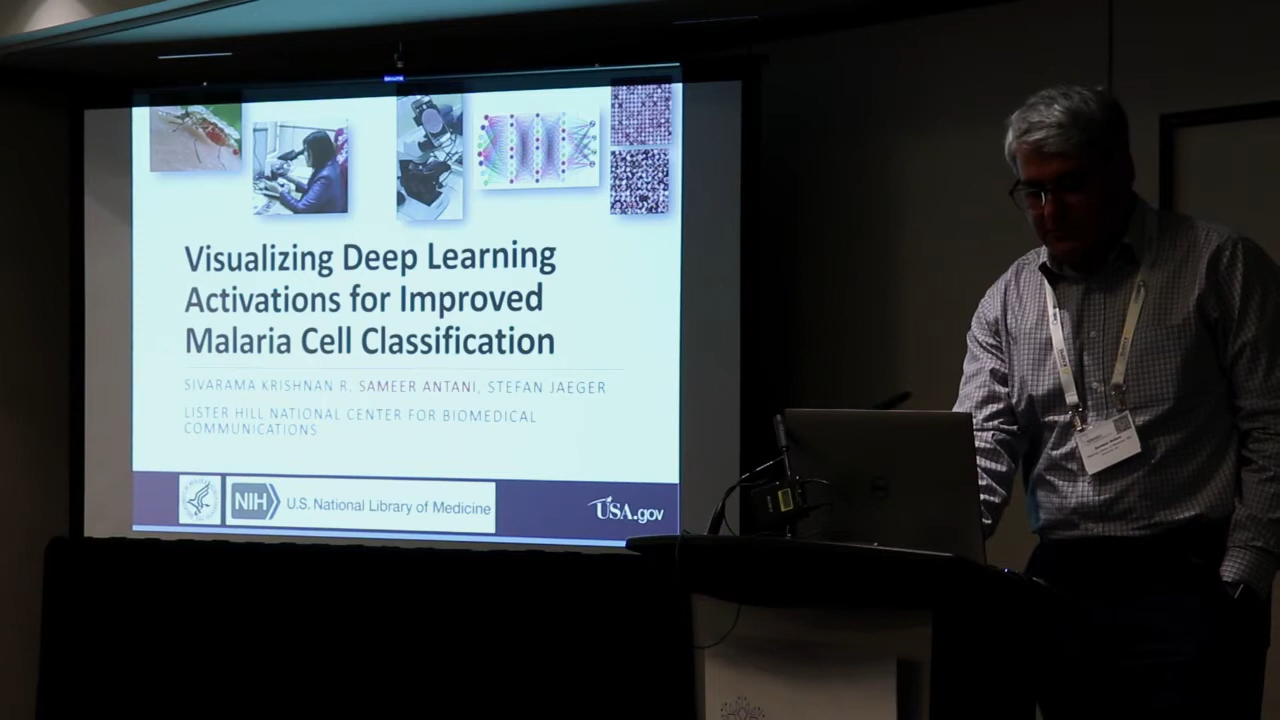 Visualizing Deep Learning
Activations for Improved
Malaria Cell Classification
SIVARAMA KRISHNAN R. SAMEER ANTANI, STEFAN JAEGER
LISTER HILL NATIONAL CENTER FOR BIOMEDICAL
COMMUNICATIONS
NIH U.S. National Library of Medicine
USA.gov